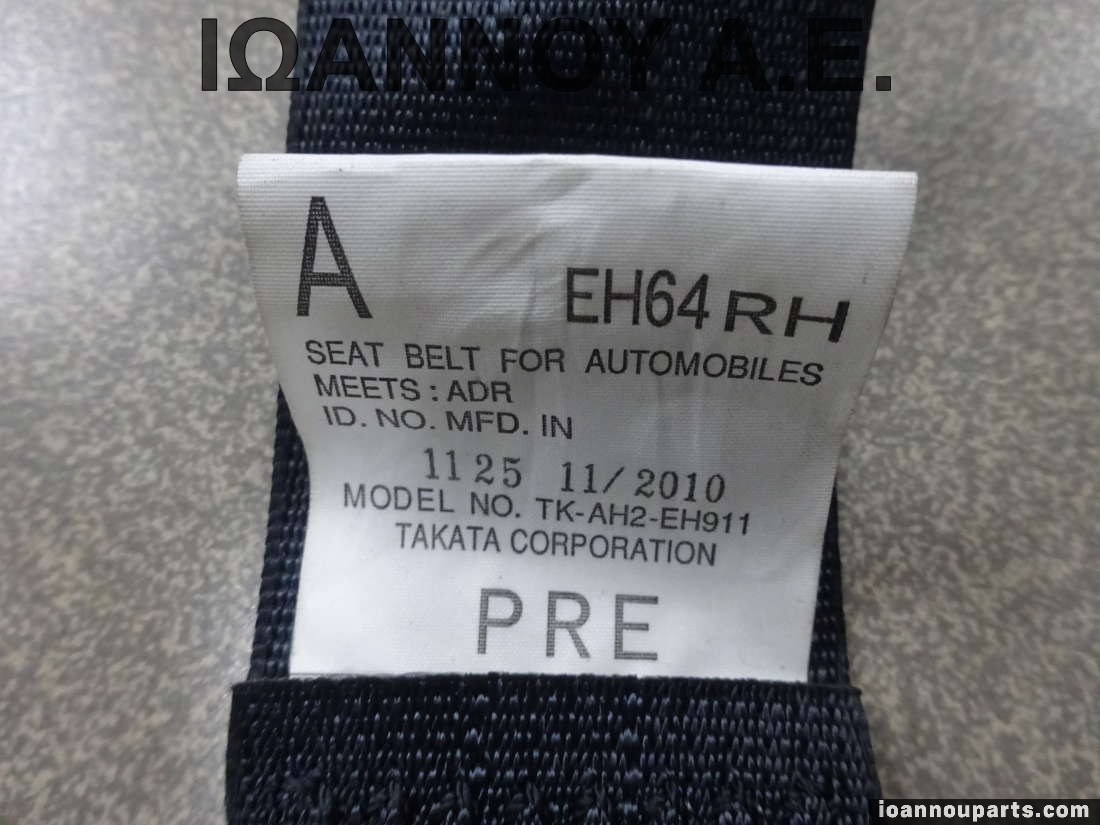 ΙΩΑΝΝΟΥ Α.Ε.
A
EH64 RH
SEAT BELT FOR AUTOMOBILES
MEETS : ADR
ID. NO. MFD. IN
1125 11/2010
MODEL NO. TK-AH2-EH911
TAKATA CORPORATION
PRE
ioannouparts.com